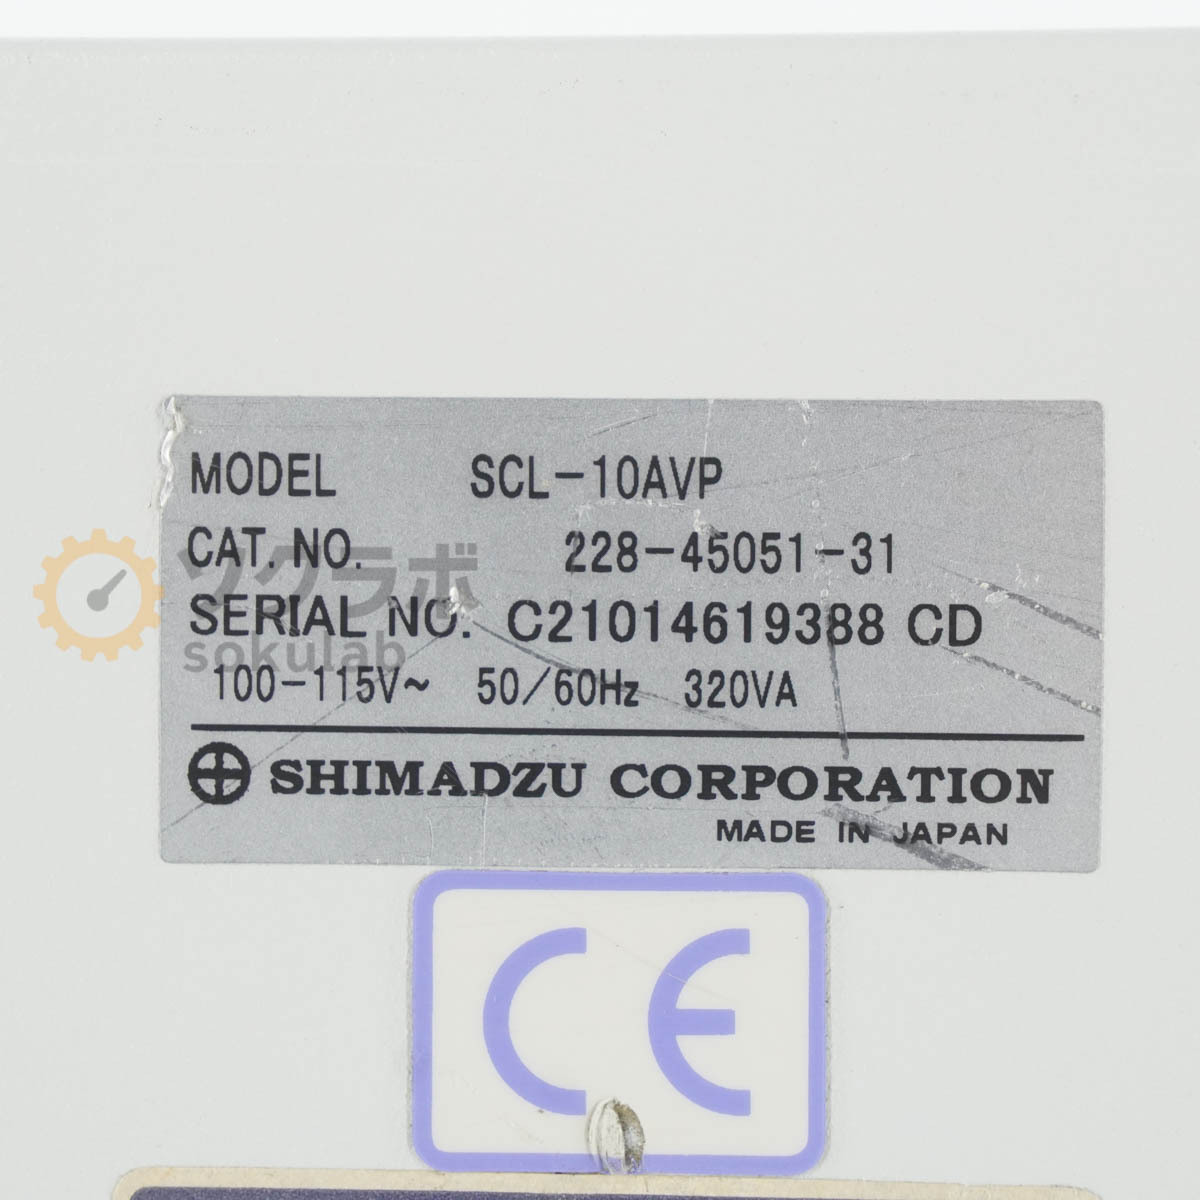 MODEL SCL-10AVP
CAT. NO. 228-45051-31
ソクラボ
SERIAL NO. C21014619388 CD
sokulab
100-115V~ 50/60Hz 320VA
SHIMADZU CORPORATION
MADE IN JAPAN
CE